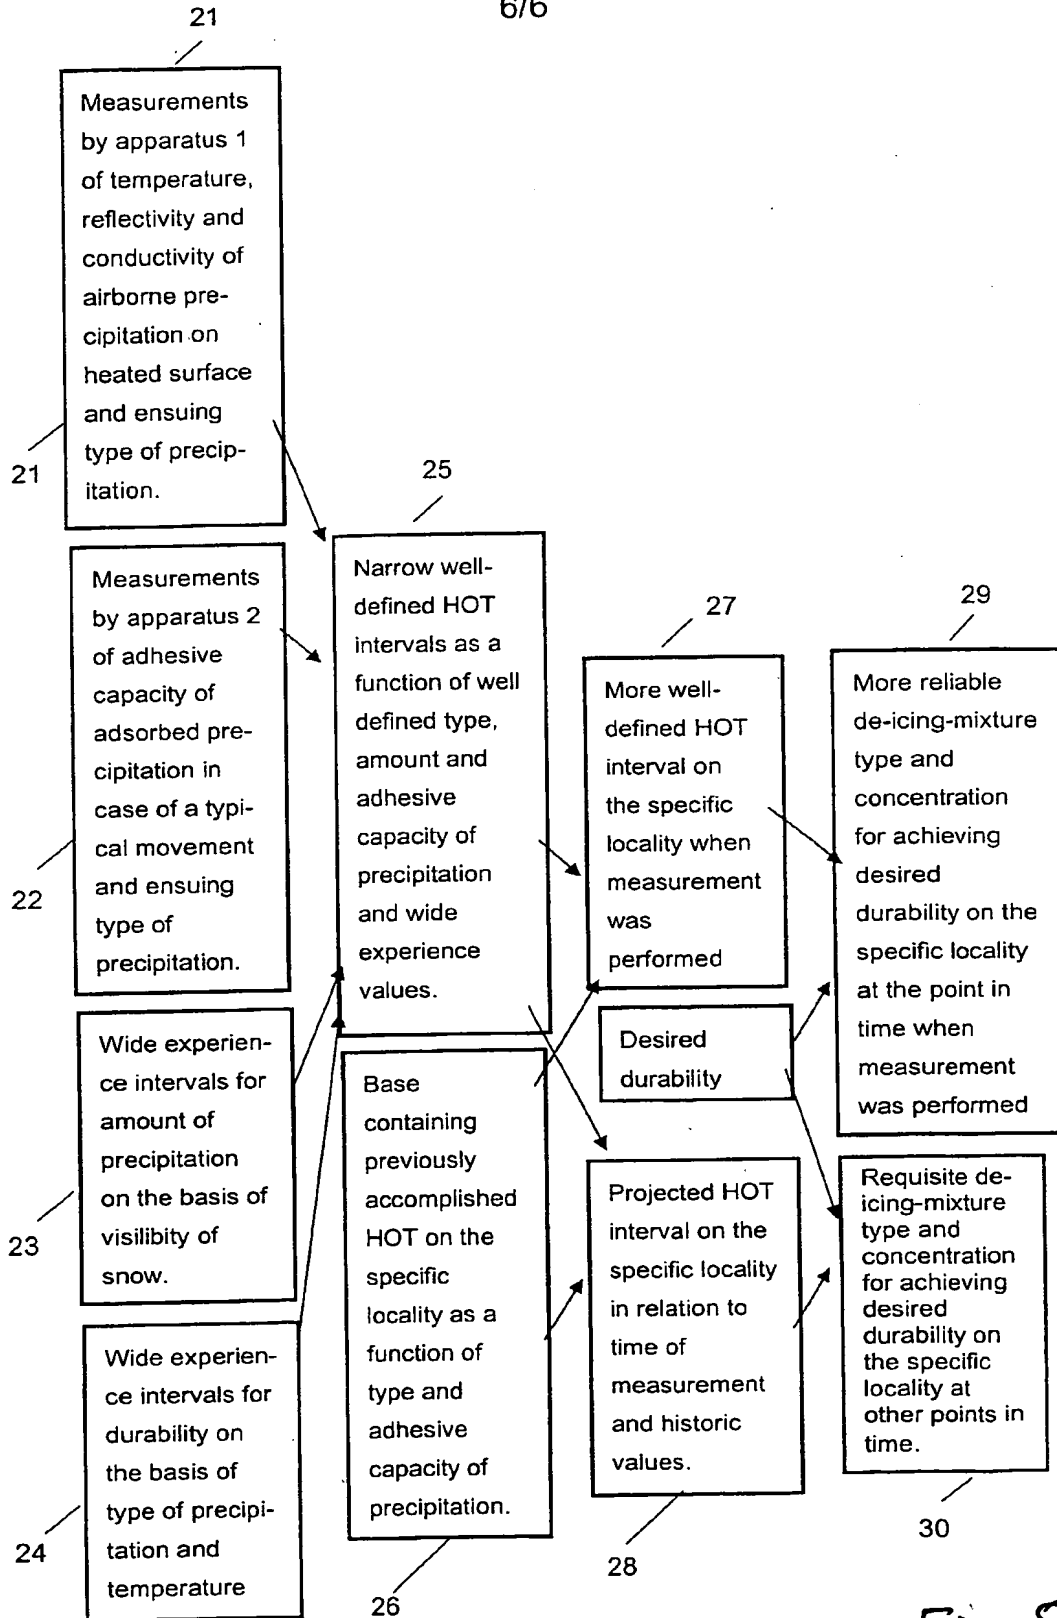 6/6
21
Measurements
by apparatus 1
of temperature,
reflectivity and
conductivity of
airborne pre-
cipitation on
heated surface
and ensuing
type of precip-
itation.
21
Measurements
by apparatus 2
of adhesive
capacity of
adsorbed pre-
cipitation in
case of a typi-
cal movement
and ensuing
type of
precipitation.
22
Wide experien-
ce intervals for
amount of
precipitation
on the basis of
visilibity of
snow.
23
Wide experien-
ce intervals for
durability on
the basis of
type of precipi-
tation and
temperature
24
25
Narrow well-
defined HOT
intervals as a
function of well
defined type,
amount and
adhesive
capacity of
precipitation
and wide
experience
values.
Base
containing
previously
accomplished
HOT on the
specific
locality as a
function of
type and
adhesive
capacity of
precipitation.
26
27
More well-
defined HOT
interval on
the specific
locality when
measurement
was
performed
Desired
durability
Projected HOT
interval on the
specific locality
in relation to
time of
measurement
and historic
values.
28
29
More reliable
de-icing-mixture
type and
concentration
for achieving
desired
durability on the
specific locality
at the point in
time when
measurement
was performed
Requisite de-
icing-mixture
type and
concentration
for achieving
desired
durability on
the specific
locality at
other points in
time.
30